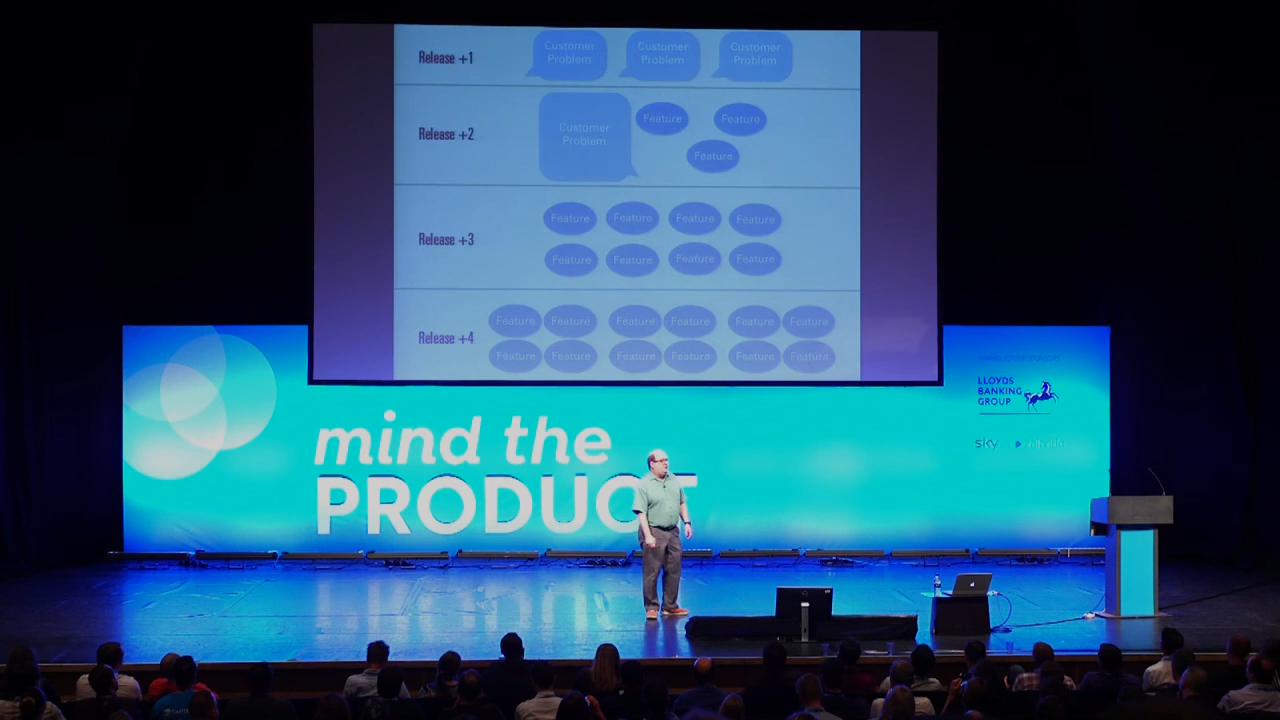 Release +1
Customer Problem
Customer Problem
Customer Problem
Release +2
Customer Problem
Feature
Feature
Feature
Release +3
Feature Feature Feature Feature
Feature Feature Feature Feature
Release +4
Feature Feature Feature Feature Feature Feature
Feature Feature Feature Feature Feature Feature
mind the
PRODUCT
LLOYDS
BANKING
GROUP
sky